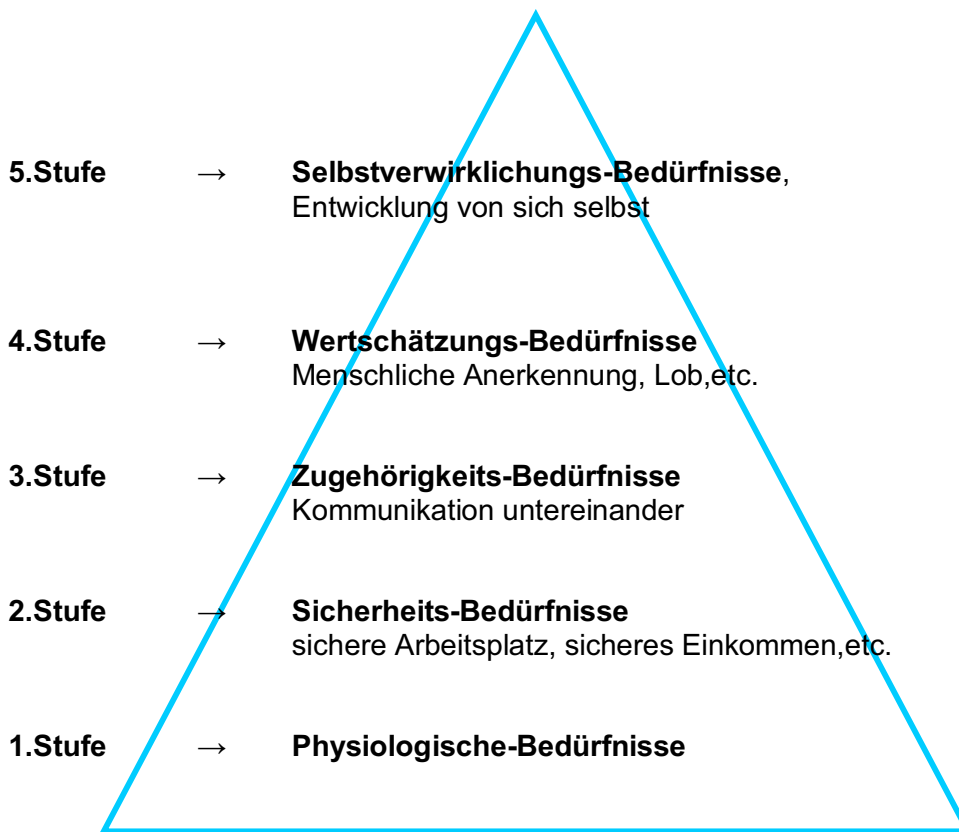 5.Stufe → Selbstverwirklichungs-Bedürfnisse,
Entwicklung von sich selbst
4.Stufe → Wertschätzungs-Bedürfnisse
Menschliche Anerkennung, Lob,etc.
3.Stufe → Zugehörigkeits-Bedürfnisse
Kommunikation untereinander
2.Stufe → Sicherheits-Bedürfnisse
sichere Arbeitsplatz, sicheres Einkommen,etc.
1.Stufe → Physiologische-Bedürfnisse